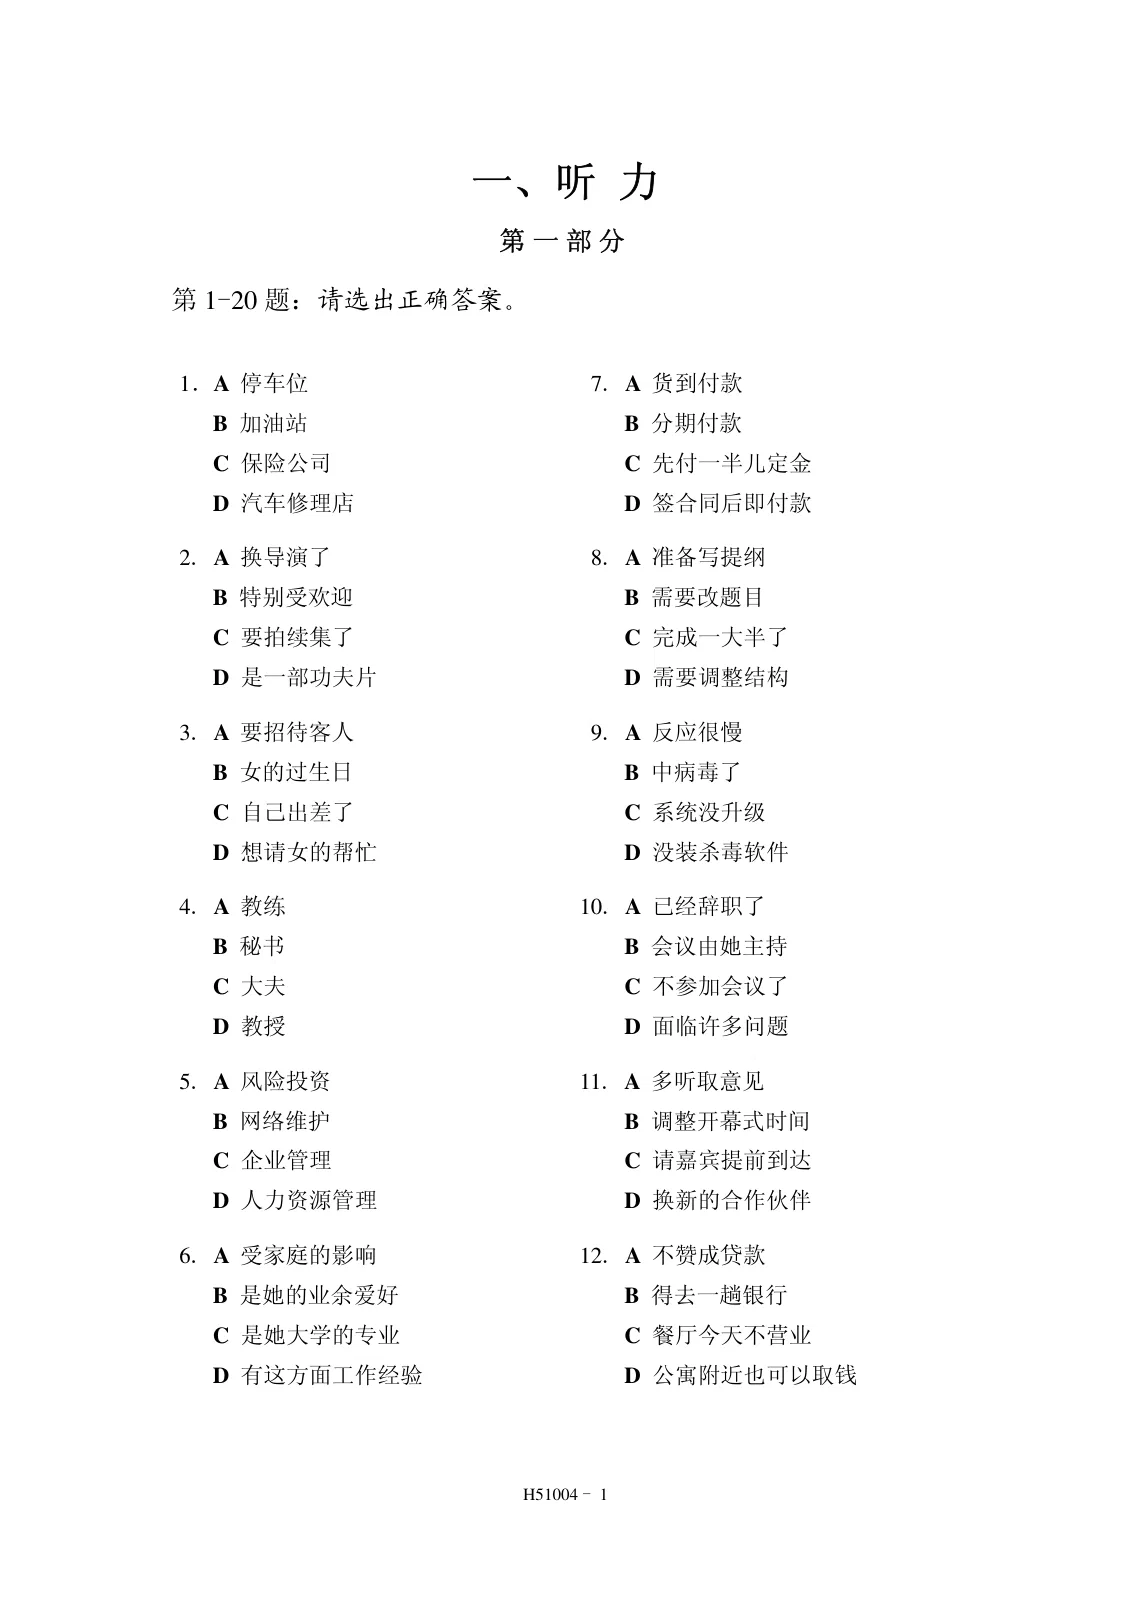 一、听 力
第一部分
第1-20题：请选出正确答案。
1. A 停车位
B 加油站
C 保险公司
D 汽车修理店
2. A 换导演了
B 特别受欢迎
C 要拍续集了
D 是一部功夫片
3. A 要招待客人
B 女的过生日
C 自己出差了
D 想请女的帮忙
4. A 教练
B 秘书
C 大夫
D 教授
5. A 风险投资
B 网络维护
C 企业管理
D 人力资源管理
6. A 受家庭的影响
B 是她的业余爱好
C 是她大学的专业
D 有这方面工作经验
7. A 货到付款
B 分期付款
C 先付一半儿定金
D 签合同后即付款
8. A 准备写提纲
B 需要改题目
C 完成一大半了
D 需要调整结构
9. A 反应很慢
B 中病毒了
C 系统没升级
D 没装杀毒软件
10. A 已经辞职了
B 会议由她主持
C 不参加会议了
D 面临许多问题
11. A 多听取意见
B 调整开幕式时间
C 请嘉宾提前到达
D 换新的合作伙伴
12. A 不赞成贷款
B 得去一趟银行
C 餐厅今天不营业
D 公寓附近也可以取钱
H51004 - 1